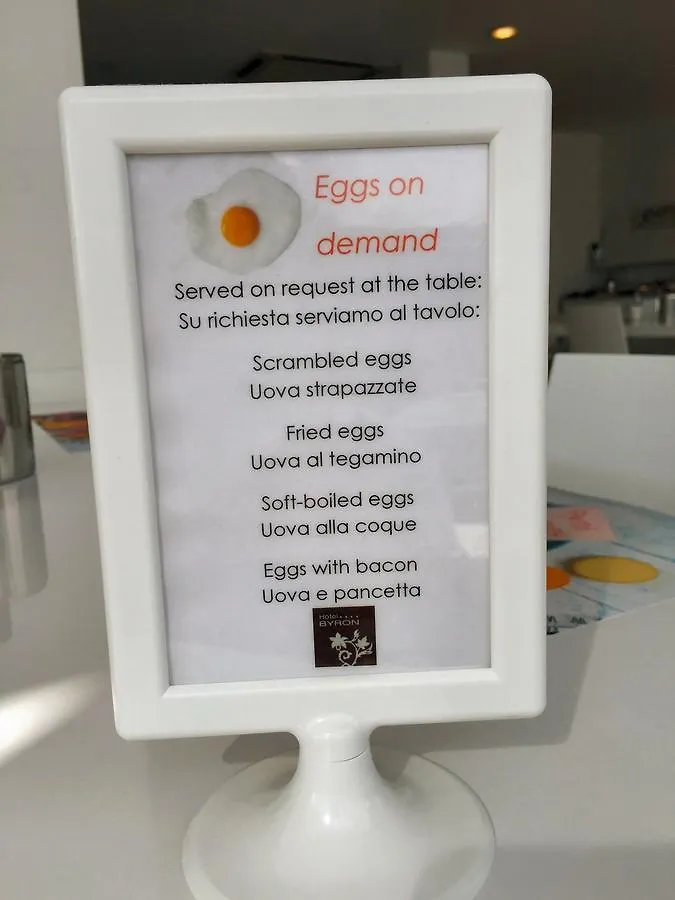 Eggs on
demand
Served on request at the table:
Su richiesta serviamo al tavolo:
Scrambled eggs
Uova strapazzate
Fried eggs
Uova al tegamino
Soft-boiled eggs
Uova alla coque
Eggs with bacon
Uova e pancetta
Hotel ****
BYRON